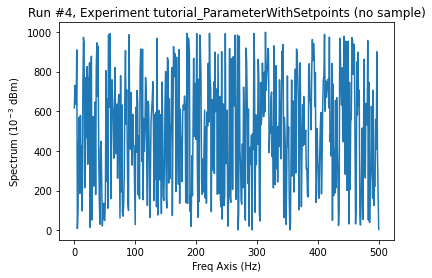 Run #4, Experiment tutorial_ParameterWithSetpoints (no sample)
1000
800
600
400
200
0
Spectrum (10⁻³ dBm)
0 100 200 300 400 500
Freq Axis (Hz)